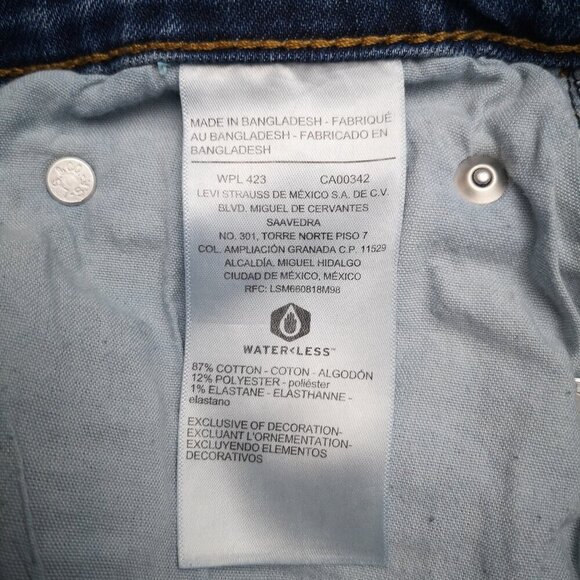 MADE IN BANGLADESH - FABRIQUÉ
AU BANGLADESH - FABRICADO EN
BANGLADESH
WPL 423 CA00342
LEVI STRAUSS DE MÉXICO S.A. DE C.V.
BLVD. MIGUEL DE CERVANTES
SAAVEDRA
NO. 301, TORRE NORTE PISO 7
COL. AMPLIACIÓN GRANADA C.P. 11529
ALCALDÍA. MIGUEL HIDALGO
CIUDAD DE MÉXICO, MÉXICO
RFC: LSM660818M98
WATER<LESS™
87% COTTON - COTON - ALGODÓN
12% POLYESTER - poliéster
1% ELASTANE - ELASTHANNE -
elastano
EXCLUSIVE OF DECORATION-
EXCLUANT L'ORNEMENTATION-
EXCLUYENDO ELEMENTOS
DECORATIVOS